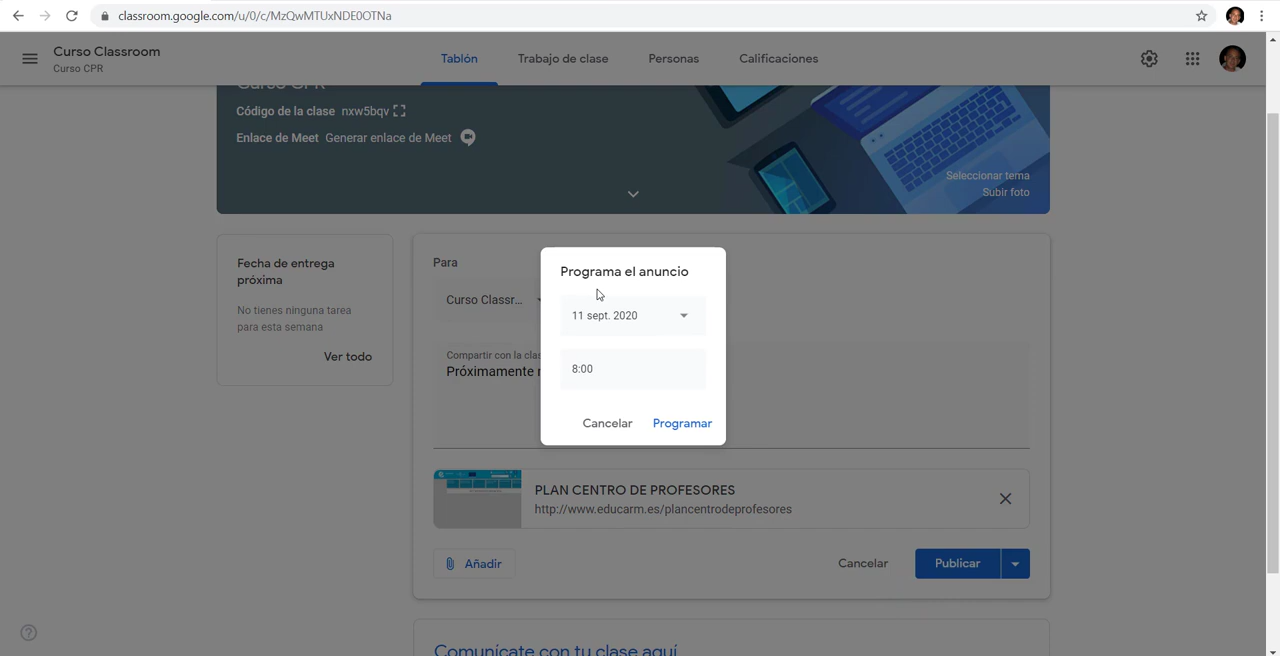 classroom.google.com/u/0/c/MzQwMTUxNDE0OTNa
Curso Classroom
Curso CPR
Tablón
Trabajo de clase
Personas
Calificaciones
Curso CPR
Código de la clase nxw5bqv
Enlace de Meet Generar enlace de Meet
Seleccionar tema
Subir foto
Fecha de entrega
próxima
No tienes ninguna tarea
para esta semana
Ver todo
Para
Curso Classr...
Compartir con la clas
Próximamente
Programa el anuncio
11 sept. 2020
8:00
Cancelar
Programar
PLAN CENTRO DE PROFESORES
http://www.educarm.es/plancentrodeprofesores
Añadir
Cancelar
Publicar
Comunícate con tu clase aquí